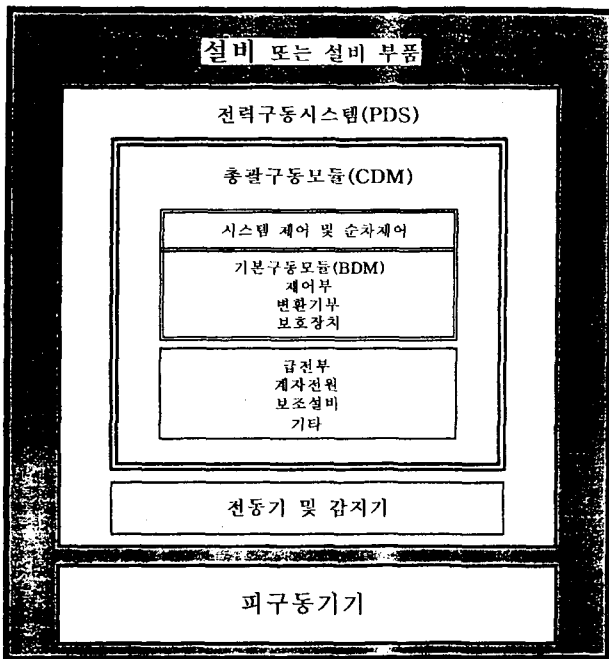 설비 또는 설비 부품
전력구동시스템(PDS)
총괄구동모듈(CDM)
시스템 제어 및 순차제어
기본구동모듈(BDM)
제어부
변환기부
보호장치
급전부
계자전원
보조설비
기타
전동기 및 감지기
피구동기기